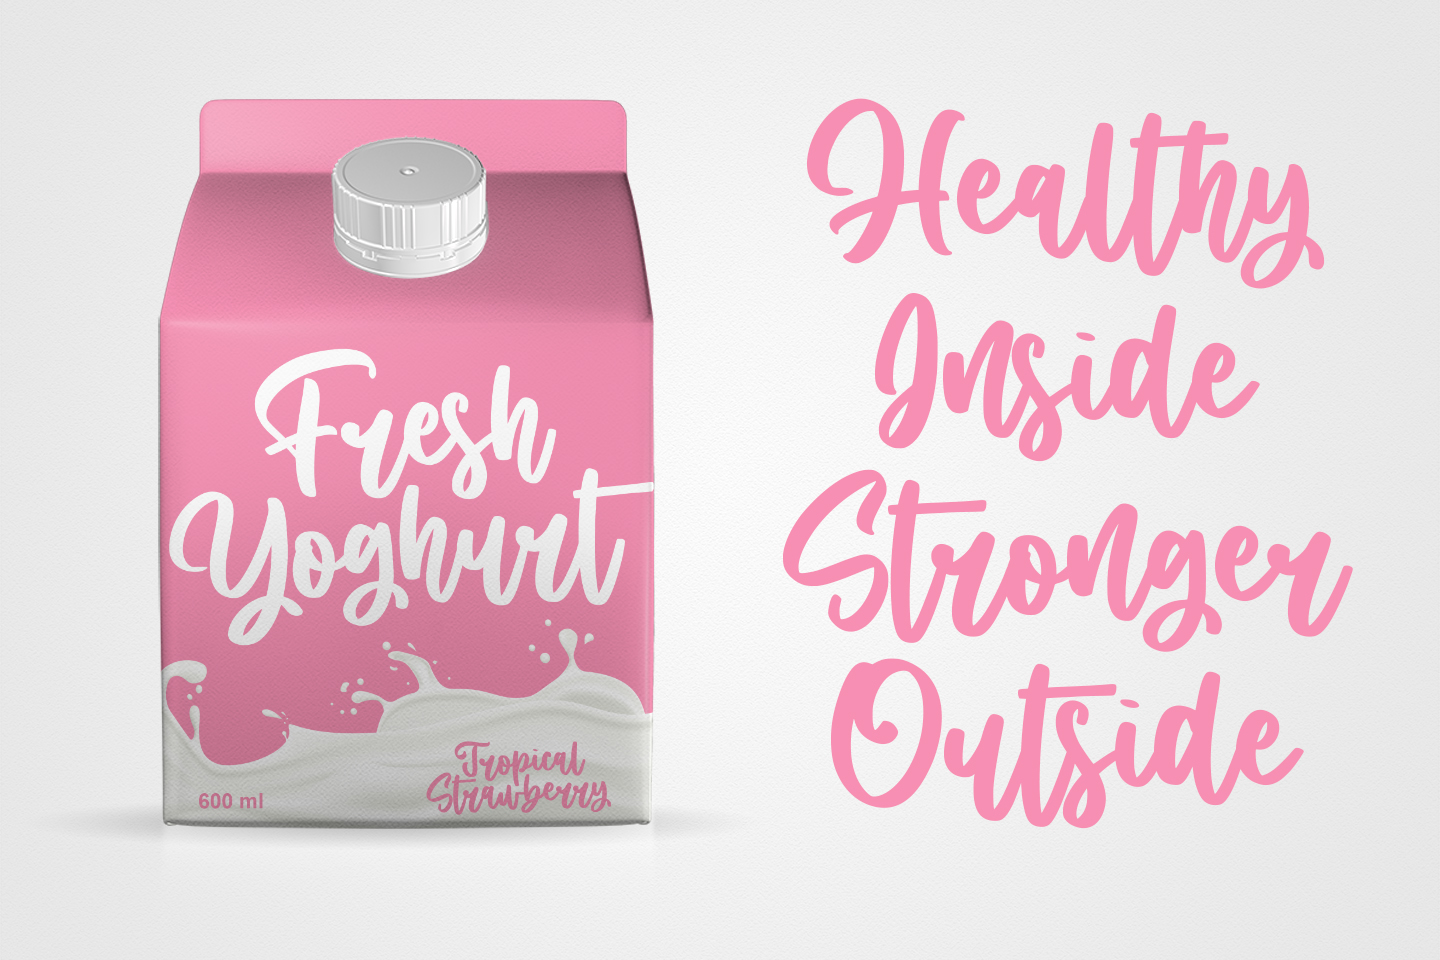 Fresh
Yoghurt
Tropical
Strawberry
600 ml
Healthy
Inside
Stronger
Outside